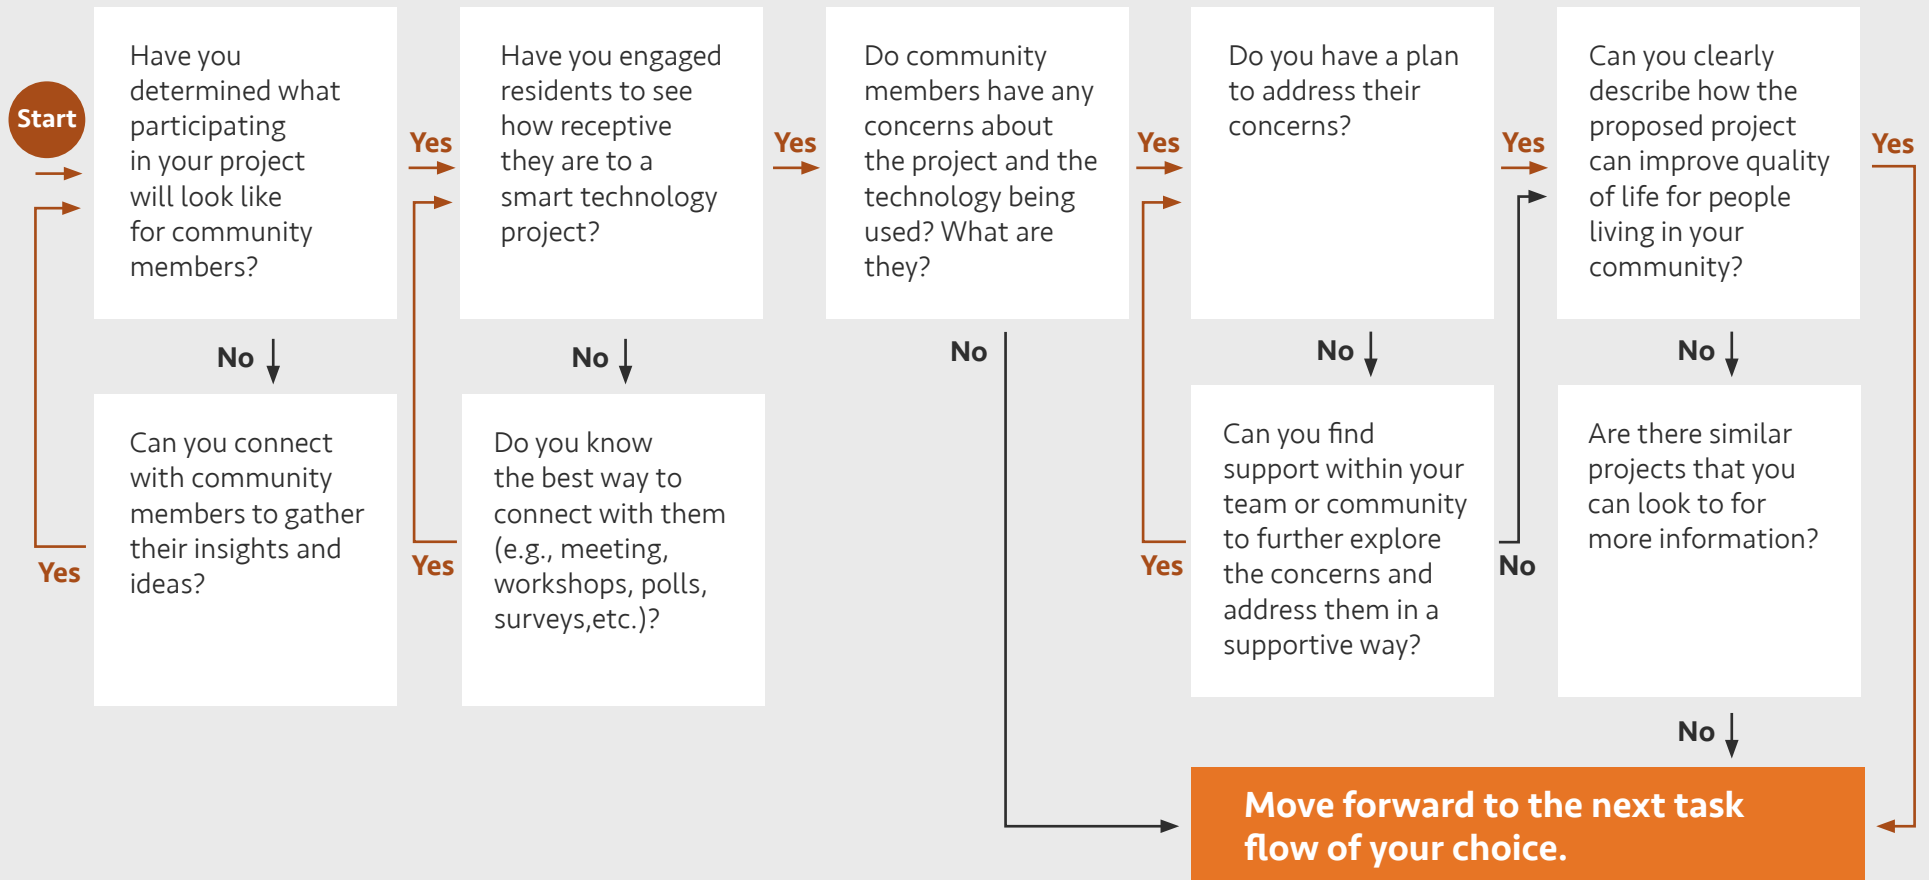 Start
Have you
determined what
participating
in your project
will look like
for community
members?
Yes
Have you engaged
residents to see
how receptive
they are to a
smart technology
project?
Yes
Do community
members have any
concerns about
the project and the
technology being
used? What are
they?
Yes
Do you have a plan
to address their
concerns?
Yes
Can you clearly
describe how the
proposed project
can improve quality
of life for people
living in your
community?
Yes
No
No
No
No
No
Can you connect
with community
members to gather
their insights and
ideas?
Yes
Do you know
the best way to
connect with them
(e.g., meeting,
workshops, polls,
surveys,etc.)?
Yes
Can you find
support within your
team or community
to further explore
the concerns and
address them in a
supportive way?
Yes
No
Are there similar
projects that you
can look to for
more information?
No
Move forward to the next task
flow of your choice.